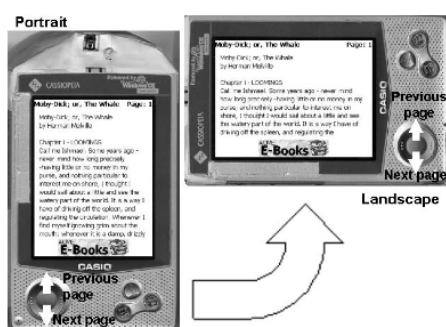 Portrait
Powered by
Windows CE
CASSIOPEIA
Moby-Dick; or, The Whale Page: 1
Moby-Dick; or, The Whale
by Herman Melville
Chapter 1 - LOOMINGS
Call me Ishmael. Some years ago -
never mind how long precisely
-having little or no money in my
purse, and nothing particular to
interest me on shore, I thought I
would sail about a little and see the
watery part of the world. It is a way I
have of driving off the spleen, and
regulating the circulation. Whenever I
find myself growing grim about the
mouth; whenever it is a damp, drizzly
E-Books
CASIO
Previous
page
Next page
Moby-Dick; or, The Whale Page: 1
Moby-Dick; or, The Whale
by Herman Melville
Chapter 1 - LOOMINGS
Call me Ishmael. Some years ago - never mind
how long precisely -having little or no money in my
purse, and nothing particular to interest me on
shore, I thought I would sail about a little and see
the watery part of the world. It is a way I have of
driving off the spleen, and regulating the
E-Books
CASSIOPEIA
CASIO
Previous
page
Next page
Landscape